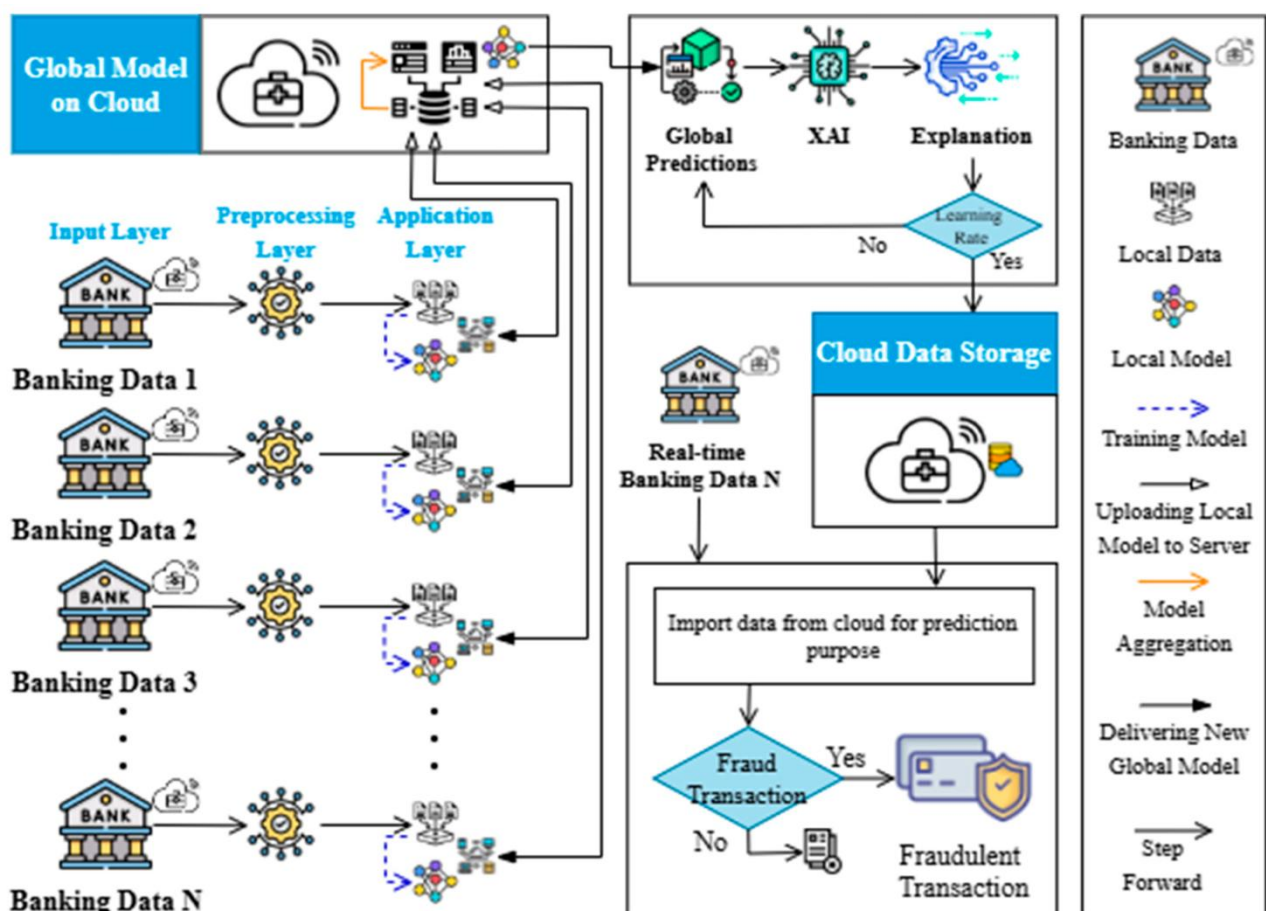 Global Model
on Cloud
Global
Predictions
XAI
Explanation
Learning
Rate
No
Yes
Input Layer
Preprocessing
Layer
Application
Layer
BANK
Banking Data 1
BANK
Banking Data 2
BANK
Banking Data 3
BANK
Banking Data N
Cloud Data Storage
BANK
Real-time
Banking Data N
Import data from cloud for prediction
purpose
Fraud
Transaction
Yes
No
Fraudulent
Transaction
BANK
Banking Data
Local Data
Local Model
Training Model
Uploading Local
Model to Server
Model
Aggregation
Delivering New
Global Model
Step
Forward